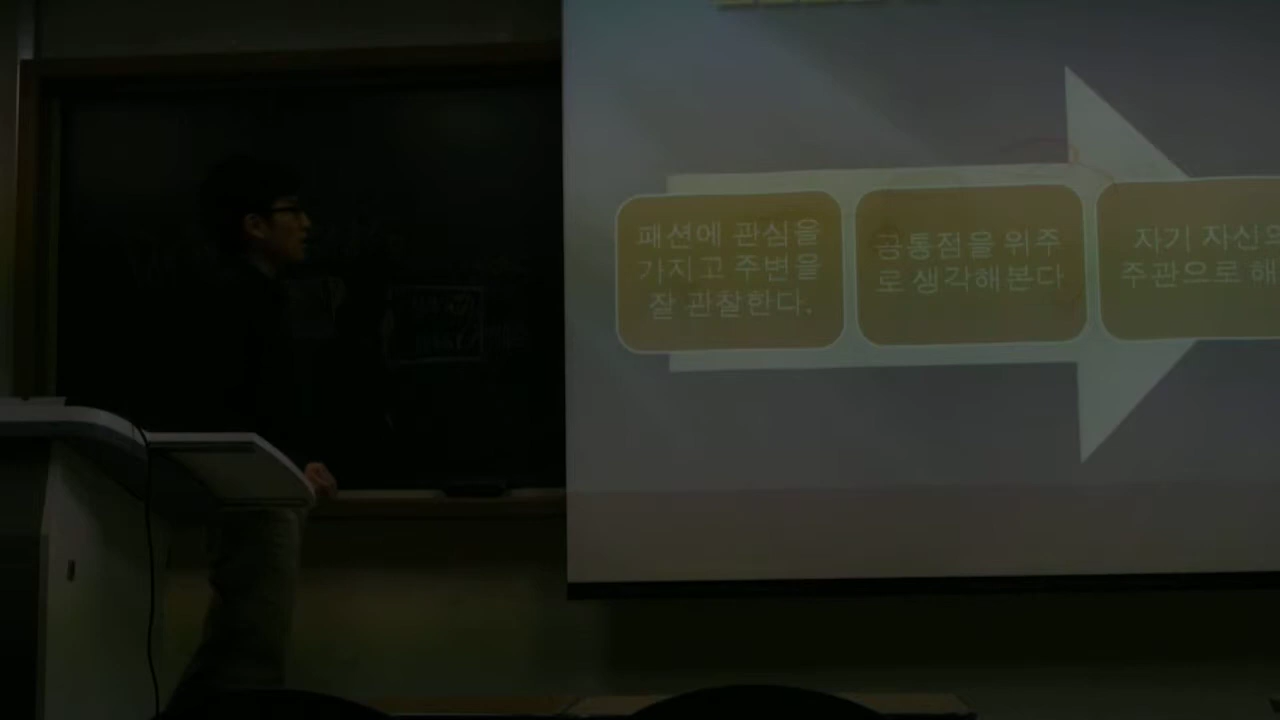 패션에 관심을
가지고 주변을
잘 관찰한다.
공통점을 위주
로 생각해본다
자기 자신의
주관으로 해